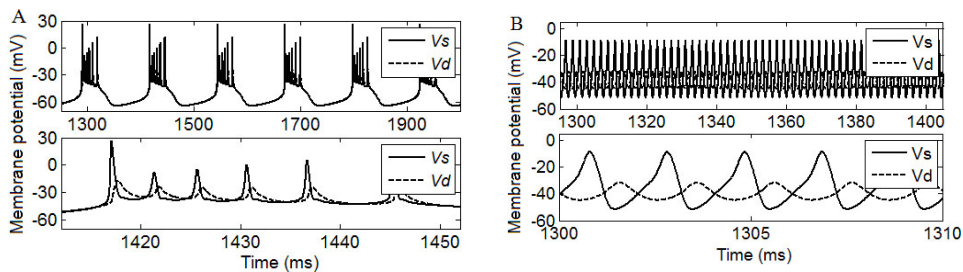 A
Membrane potential (mV)
30
0
-30
-60
Vs
Vd
1300
1500
1700
1900
30
0
-30
-60
Vs
Vd
1420
1430
1440
1450
Time (ms)
B
Membrane potential (mV)
0
-20
-40
-60
Vs
Vd
1300
1320
1340
1360
1380
1400
0
-20
-40
-60
Vs
Vd
1300
1305
1310
Time (ms)